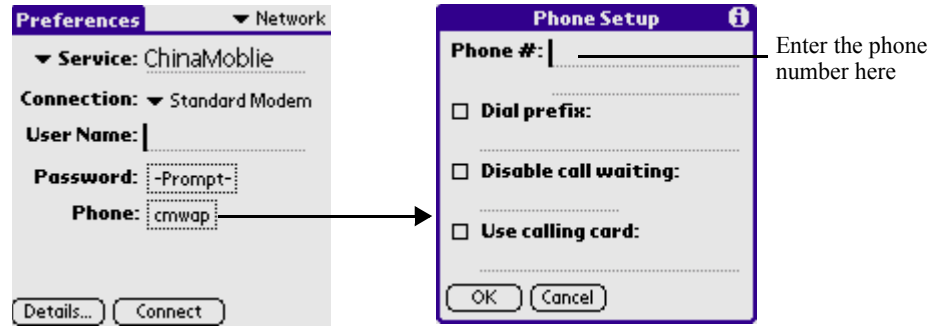 Preferences
Network
Service: ChinaMoblie
Connection: Standard Modem
User Name:
Password: -Prompt-
Phone: cmwap
Details... Connect
Phone Setup
Phone #:
Dial prefix:
Disable call waiting:
Use calling card:
OK Cancel
Enter the phone
number here